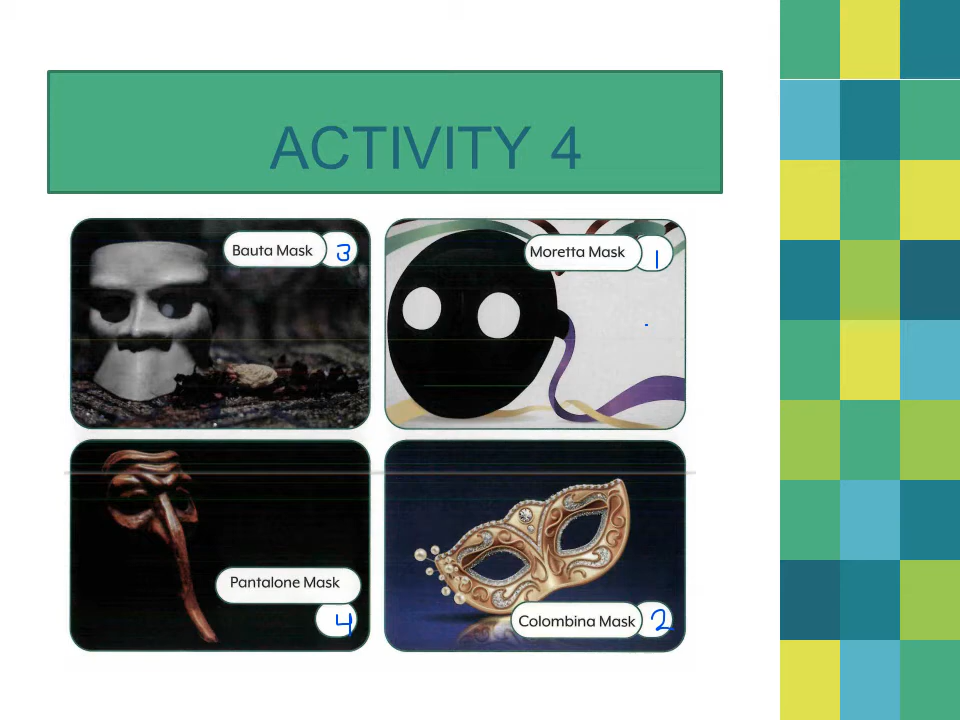 ACTIVITY 4
Bauta Mask 3
Moretta Mask 1
Pantalone Mask
4
Colombina Mask 2